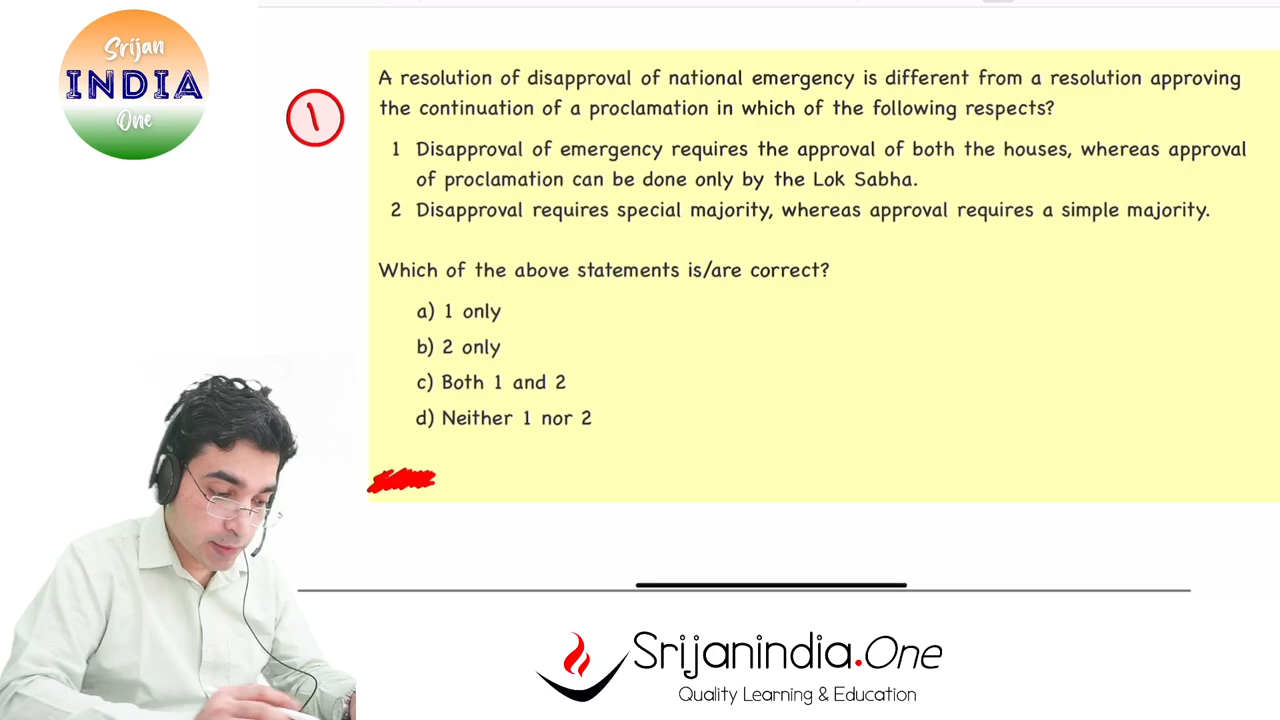 Srijan
INDIA
One
1
A resolution of disapproval of national emergency is different from a resolution approving
the continuation of a proclamation in which of the following respects?
1 Disapproval of emergency requires the approval of both the houses, whereas approval
of proclamation can be done only by the Lok Sabha.
2 Disapproval requires special majority, whereas approval requires a simple majority.
Which of the above statements is/are correct?
a) 1 only
b) 2 only
c) Both 1 and 2
d) Neither 1 nor 2
Srijanindia.One
Quality Learning & Education